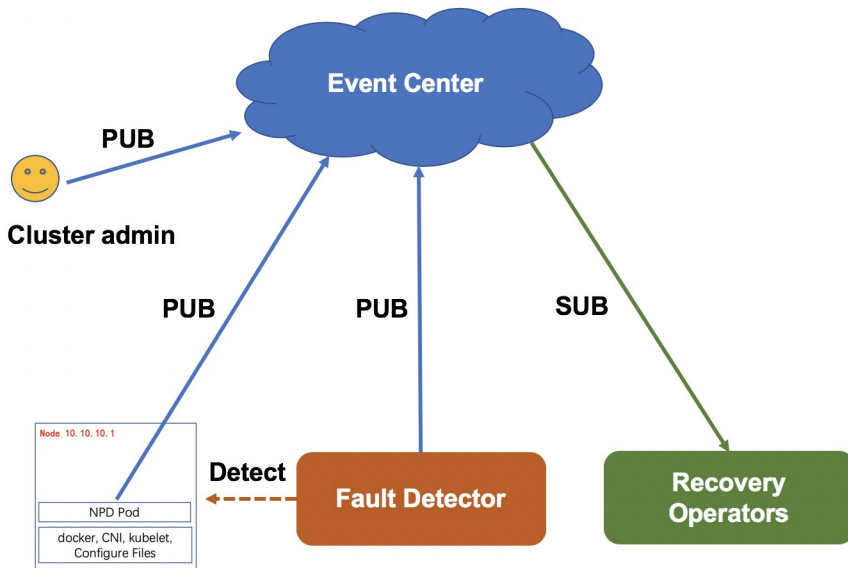 Event Center
PUB
Cluster admin
PUB
PUB
SUB
Node 10.10.10.1
Detect
NPD Pod
docker, CNI, kubelet,
Configure Files
Fault Detector
Recovery
Operators